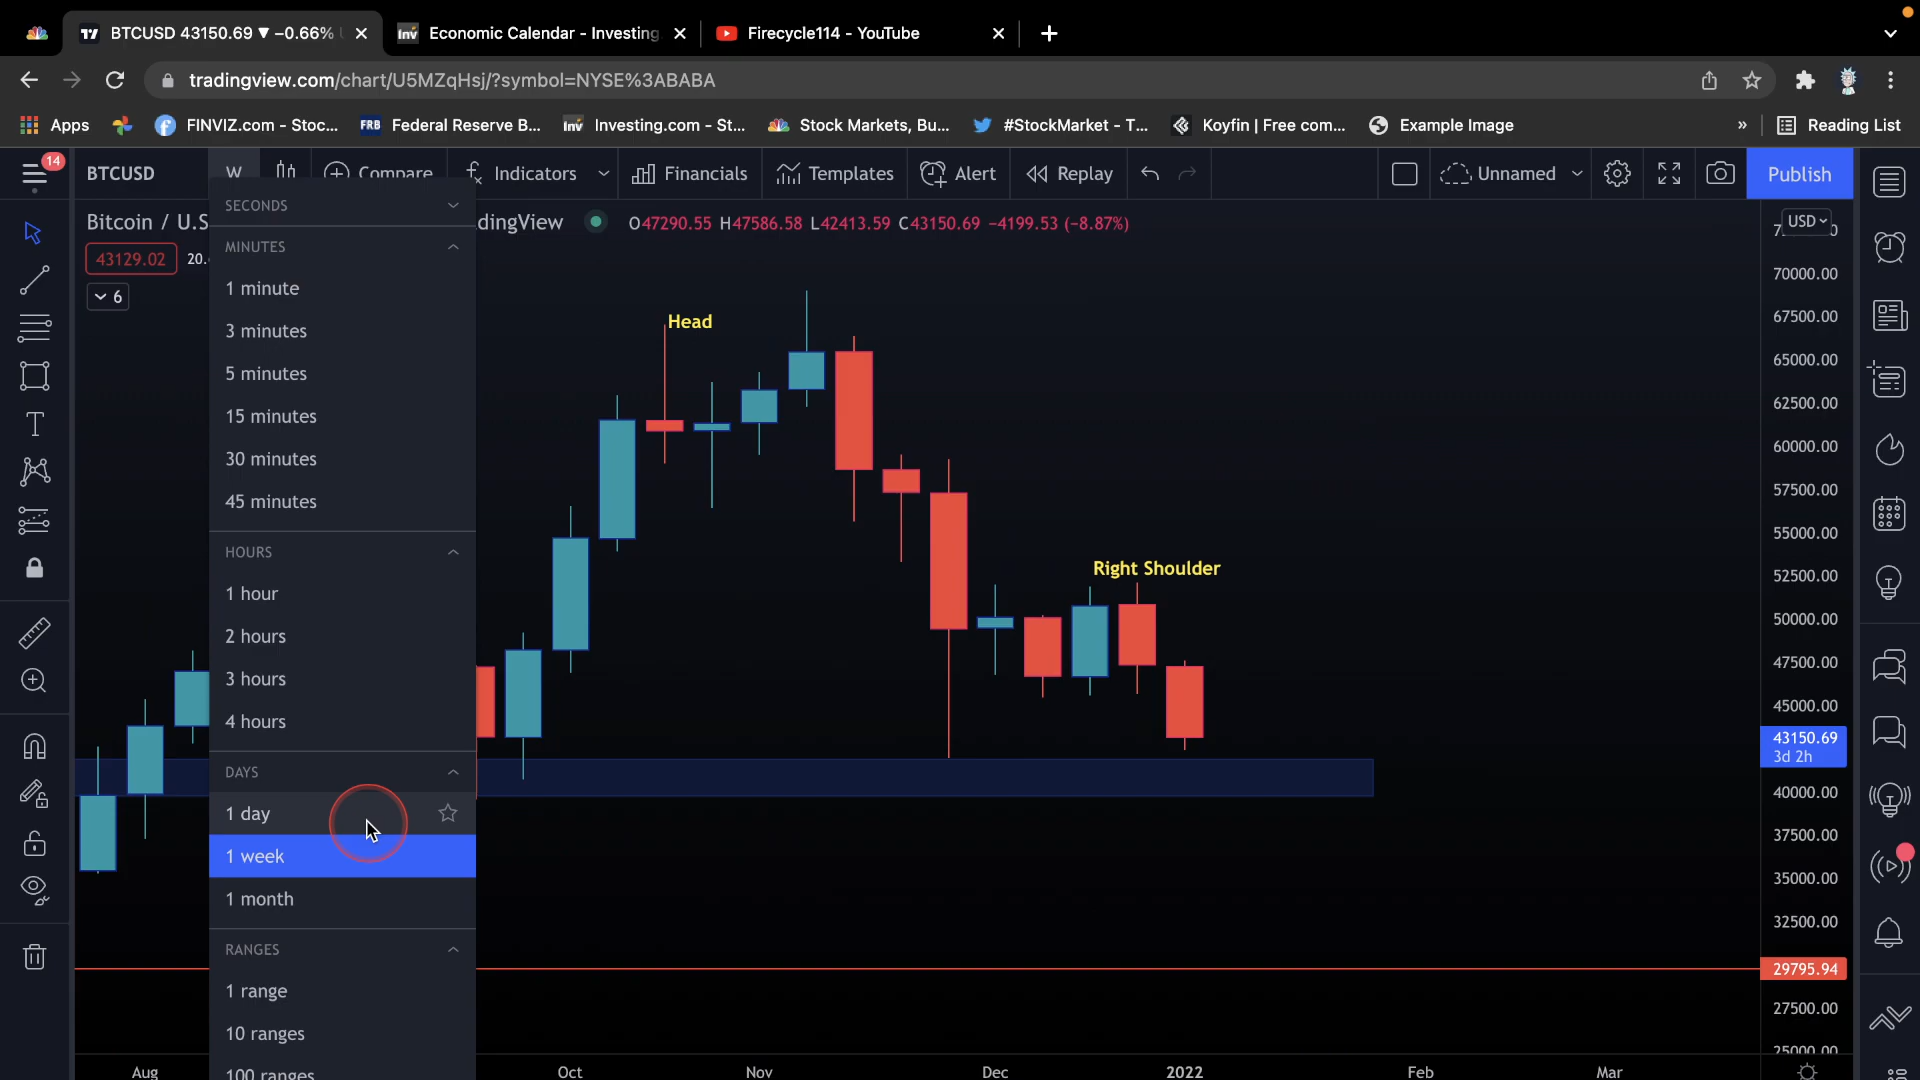 BTCUSD 43150.69 ▼ −0.66%
Economic Calendar - Investing
Firecycle114 - YouTube
tradingview.com/chart/U5MZqHsj/?symbol=NYSE%3ABABA
Apps
FINVIZ.com - Stoc...
FRB Federal Reserve B...
Inv Investing.com - St...
Stock Markets, Bu...
#StockMarket - T...
Koyfin | Free com...
Example Image
»
Reading List
14
BTCUSD
W
Compare
Indicators
Financials
Templates
Alert
Replay
Unnamed
Publish
Bitcoin / U.S
dingView
O47290.55 H47586.58 L42413.59 C43150.69 −4199.53 (−8.87%)
USD
43129.02
6
SECONDS
MINUTES
1 minute
3 minutes
5 minutes
15 minutes
30 minutes
45 minutes
HOURS
1 hour
2 hours
3 hours
4 hours
DAYS
1 day
1 week
1 month
RANGES
1 range
10 ranges
100 ranges
Head
Right Shoulder
70000.00
67500.00
65000.00
62500.00
60000.00
57500.00
55000.00
52500.00
50000.00
47500.00
45000.00
43150.69
3d 2h
40000.00
37500.00
35000.00
32500.00
29795.94
27500.00
25000.00
Aug
Oct
Nov
Dec
2022
Feb
Mar